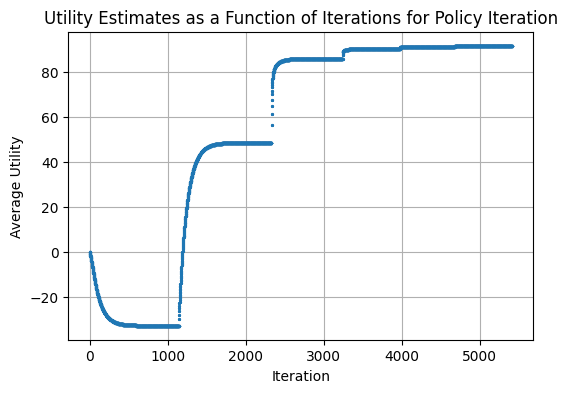 Utility Estimates as a Function of Iterations for Policy Iteration
Average Utility
80
60
40
20
0
−20
0 1000 2000 3000 4000 5000
Iteration